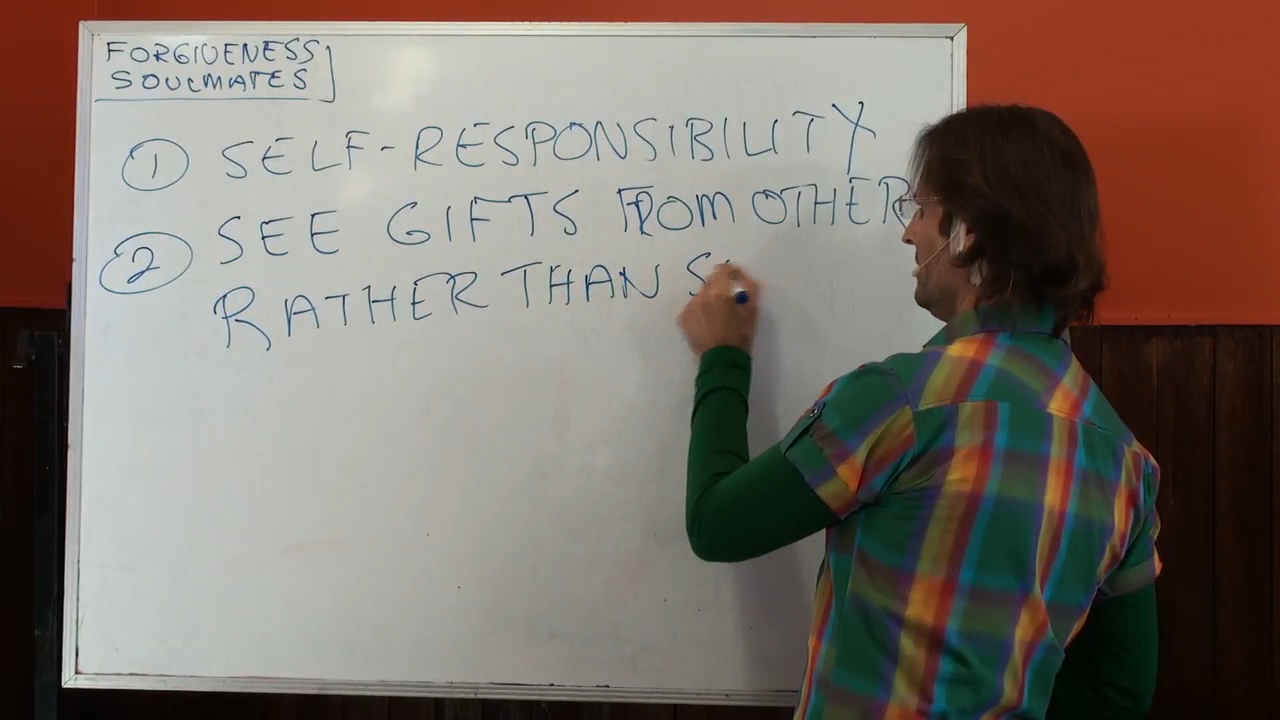 FORGIVENESS
SOULMATES
1 SELF-RESPONSIBILITY
2 SEE GIFTS FROM OTHER
RATHER THAN S